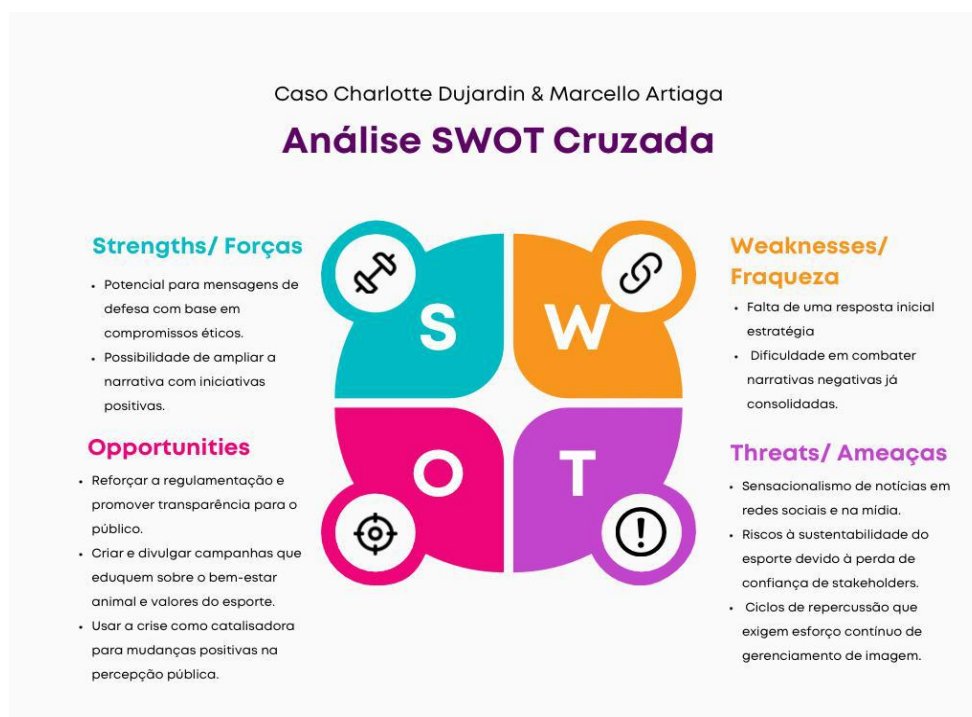 Caso Charlotte Dujardin & Marcello Artiaga
Análise SWOT Cruzada
Strengths/ Forças
• Potencial para mensagens de
defesa com base em
compromissos éticos.
• Possibilidade de ampliar a
narrativa com iniciativas
positivas.
S
W
Weaknesses/
Fraqueza
• Falta de uma resposta inicial
estratégia
• Dificuldade em combater
narrativas negativas já
consolidadas.
Opportunities
• Reforçar a regulamentação e
promover transparência para o
público.
• Criar e divulgar campanhas que
eduquem sobre o bem-estar
animal e valores do esporte.
• Usar a crise como catalisadora
para mudanças positivas na
percepção pública.
O
T
Threats/ Ameaças
• Sensacionalismo de notícias em
redes sociais e na mídia.
• Riscos à sustentabilidade do
esporte devido à perda de
confiança de stakeholders.
• Ciclos de repercussão que
exigem esforço contínuo de
gerenciamento de imagem.